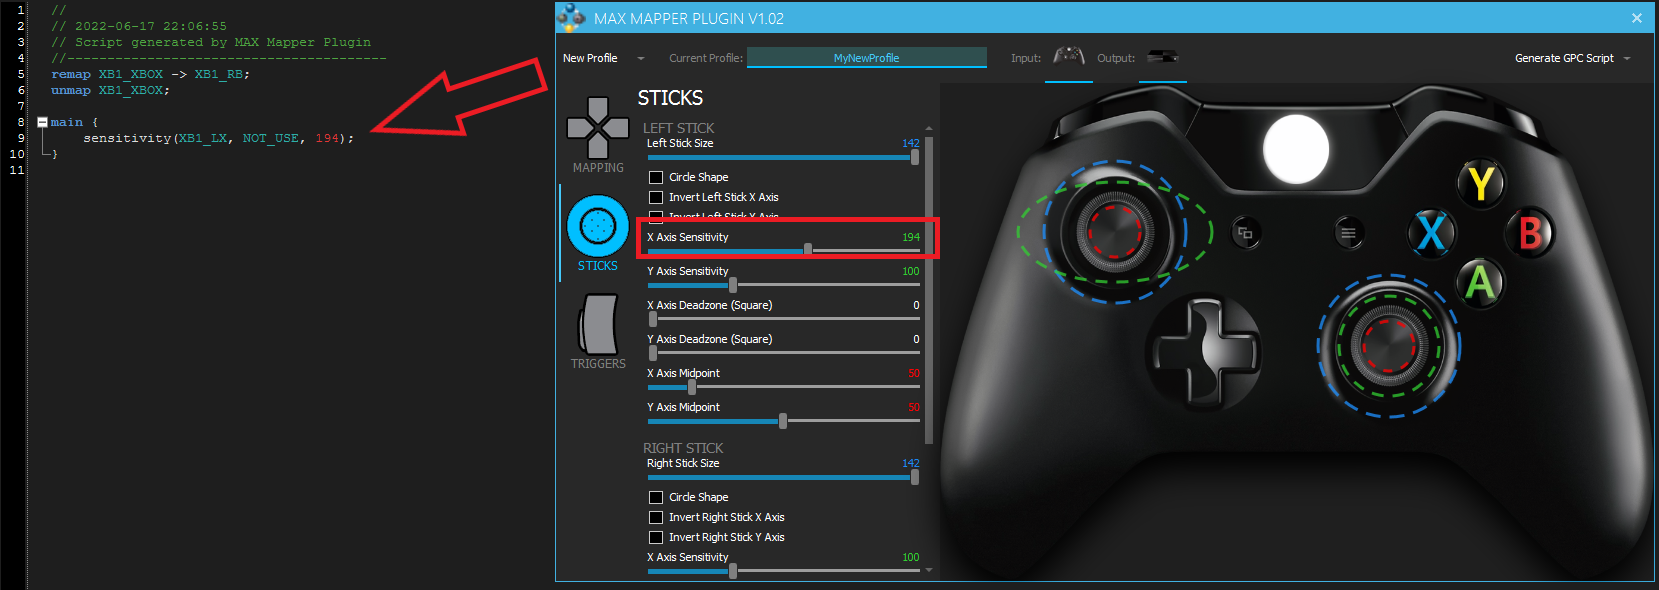 1 //
2 // 2022-06-17 22:06:55
3 // Script generated by MAX Mapper Plugin
4 //----------------------------------------
5 remap XB1_XBOX -> XB1_RB;
6 unmap XB1_XBOX;
7
8 main {
9 sensitivity(XB1_LX, NOT_USE, 194);
10 }
11
MAX MAPPER PLUGIN V1.02
New Profile Current Profile: MyNewProfile Input: Output: Generate GPC Script
MAPPING
STICKS
TRIGGERS
STICKS
LEFT STICK
Left Stick Size 142
Circle Shape
Invert Left Stick X Axis
Invert Left Stick Y Axis
X Axis Sensitivity 194
Y Axis Sensitivity 100
X Axis Deadzone (Square) 0
Y Axis Deadzone (Square) 0
X Axis Midpoint 50
Y Axis Midpoint 50
RIGHT STICK
Right Stick Size 142
Circle Shape
Invert Right Stick X Axis
Invert Right Stick Y Axis
X Axis Sensitivity 100
Y
X
B
A